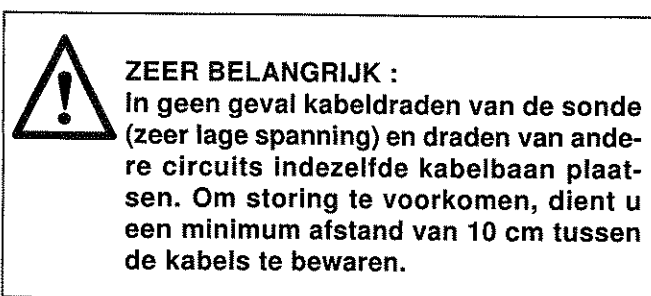 ZEER BELANGRIJK :
In geen geval kabeldraden van de sonde
(zeer lage spanning) en draden van ande-
re circuits indezelfde kabelbaan plaat-
sen. Om storing te voorkomen, dient u
een minimum afstand van 10 cm tussen
de kabels te bewaren.